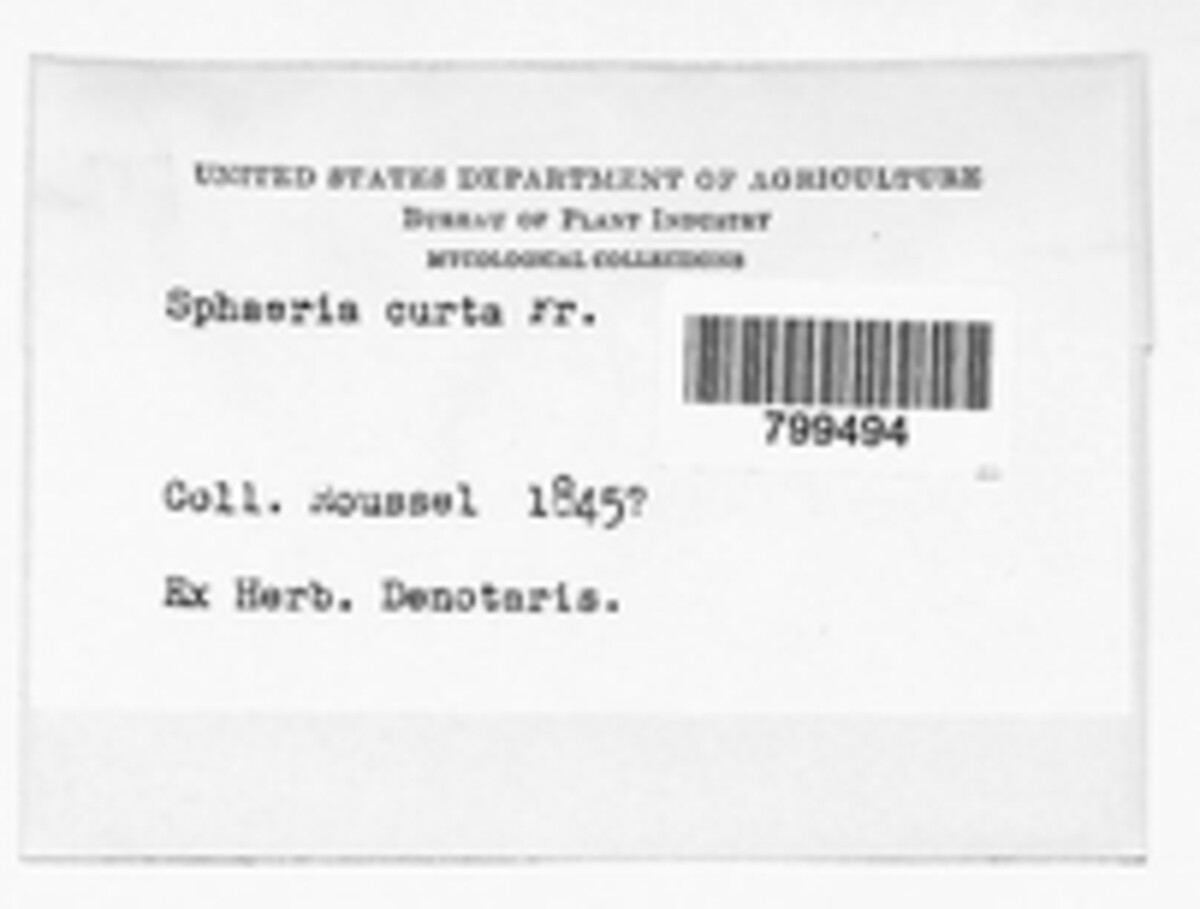 UNITED STATES DEPARTMENT OF AGRICULTURE
BUREAU OF PLANT INDUSTRY
MYCOLOGICAL COLLECTIONS
Sphaeria curta Fr.
799494
Coll. Roussel 1845?
Ex Herb. Denotaris.